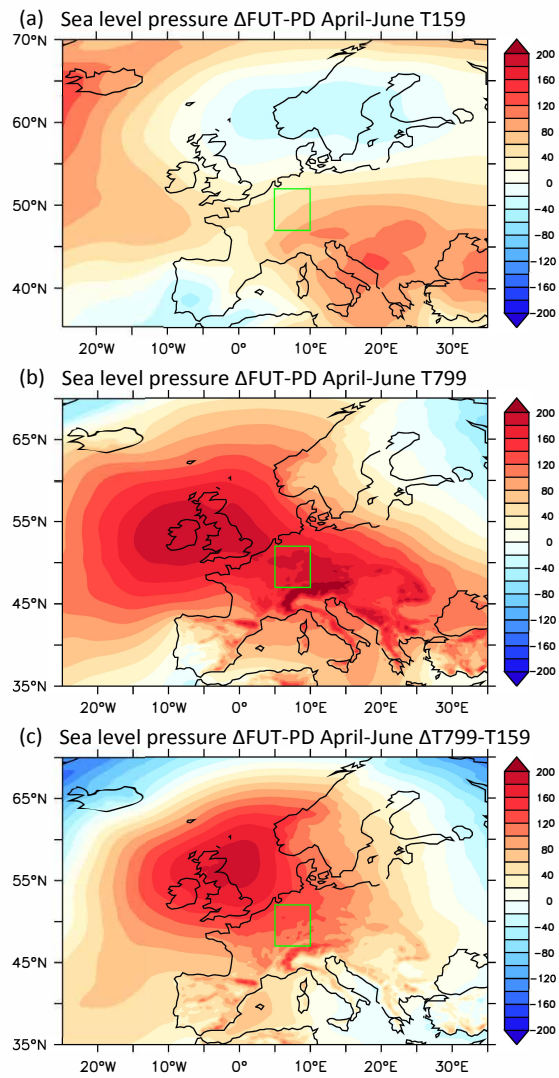 (a) Sea level pressure ΔFUT-PD April-June T159
70°N
60°N
50°N
40°N
20°W 10°W 0° 10°E 20°E 30°E
200
160
120
80
40
0
−40
−80
−120
−160
−200
(b) Sea level pressure ΔFUT-PD April-June T799
65°N
55°N
45°N
35°N
20°W 10°W 0° 10°E 20°E 30°E
200
160
120
80
40
0
−40
−80
−120
−160
−200
(c) Sea level pressure ΔFUT-PD April-June ΔT799-T159
65°N
55°N
45°N
35°N
20°W 10°W 0° 10°E 20°E 30°E
200
160
120
80
40
0
−40
−80
−120
−160
−200